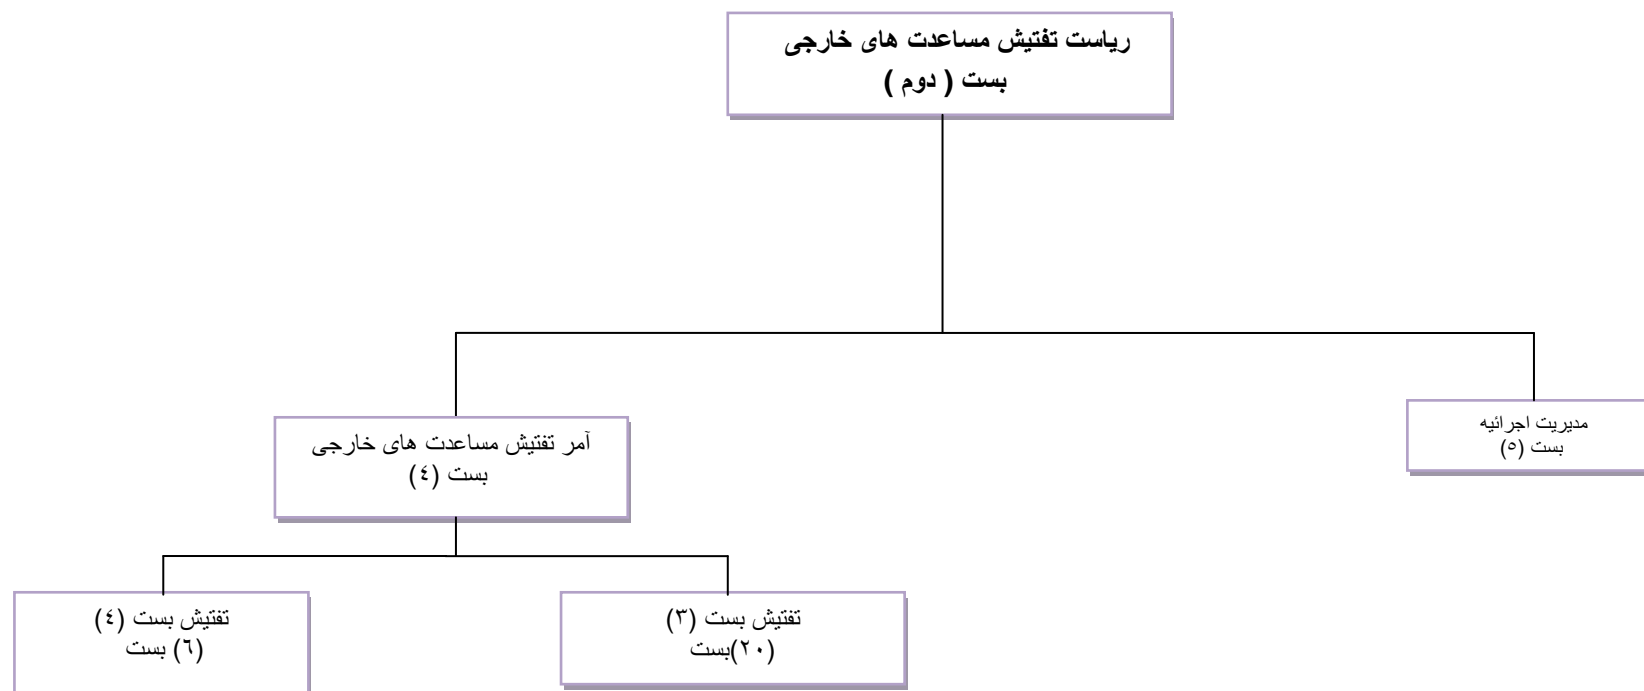 ریاست تفتیش مساعدت های خارجی
بست ( دوم )
مدیریت اجرائیه
بست (٥)
آمر تفتیش مساعدت های خارجی
بست (٤)
تفتیش بست (٣)
(٢٠)بست
تفتیش بست (٤)
(٦) بست